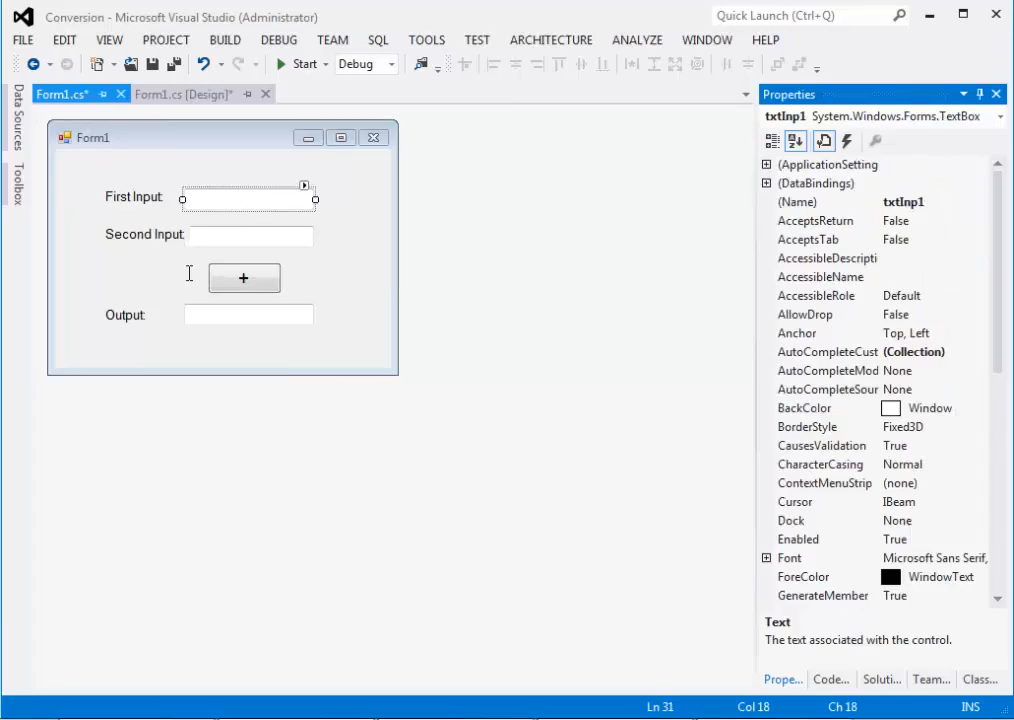 Conversion - Microsoft Visual Studio (Administrator)
Quick Launch (Ctrl+Q)
FILE EDIT VIEW PROJECT BUILD DEBUG TEAM SQL TOOLS TEST ARCHITECTURE ANALYZE WINDOW HELP
Start Debug
Data Sources
Toolbox
Form1.cs* Form1.cs [Design]*
Form1
First Input:
Second Input
+
Output:
Properties
txtInp1 System.Windows.Forms.TextBox
(ApplicationSetting
(DataBindings)
(Name) txtInp1
AcceptsReturn False
AcceptsTab False
AccessibleDescripti
AccessibleName
AccessibleRole Default
AllowDrop False
Anchor Top, Left
AutoCompleteCust (Collection)
AutoCompleteMod None
AutoCompleteSour None
BackColor Window
BorderStyle Fixed3D
CausesValidation True
CharacterCasing Normal
ContextMenuStrip (none)
Cursor IBeam
Dock None
Enabled True
Font Microsoft Sans Serif,
ForeColor WindowText
GenerateMember True
Text
The text associated with the control.
Prope... Code... Soluti... Team... Class...
Ln 31 Col 18 Ch 18 INS